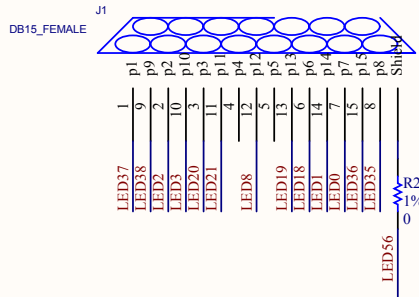 J1
DB15_FEMALE
p1
p9
p2
p10
p3
p11
p4
p12
p5
p13
p6
p14
p7
p15
p8
Shield
1
9
2
10
3
11
4
12
5
13
6
14
7
15
8
LED37
LED38
LED2
LED3
LED20
LED21
LED8
LED19
LED18
LED1
LED0
LED36
LED35
R2
1%
0
LED56